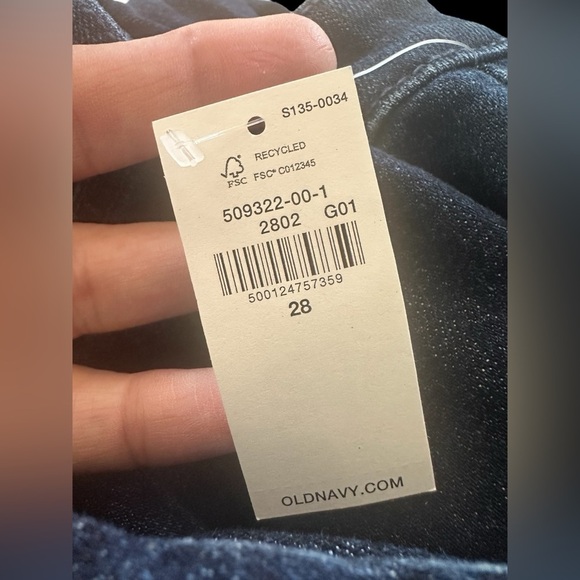 S135-0034
RECYCLED
FSC FSC® C012345
509322-00-1
2802 G01
500124757359
28
OLDNAVY.COM